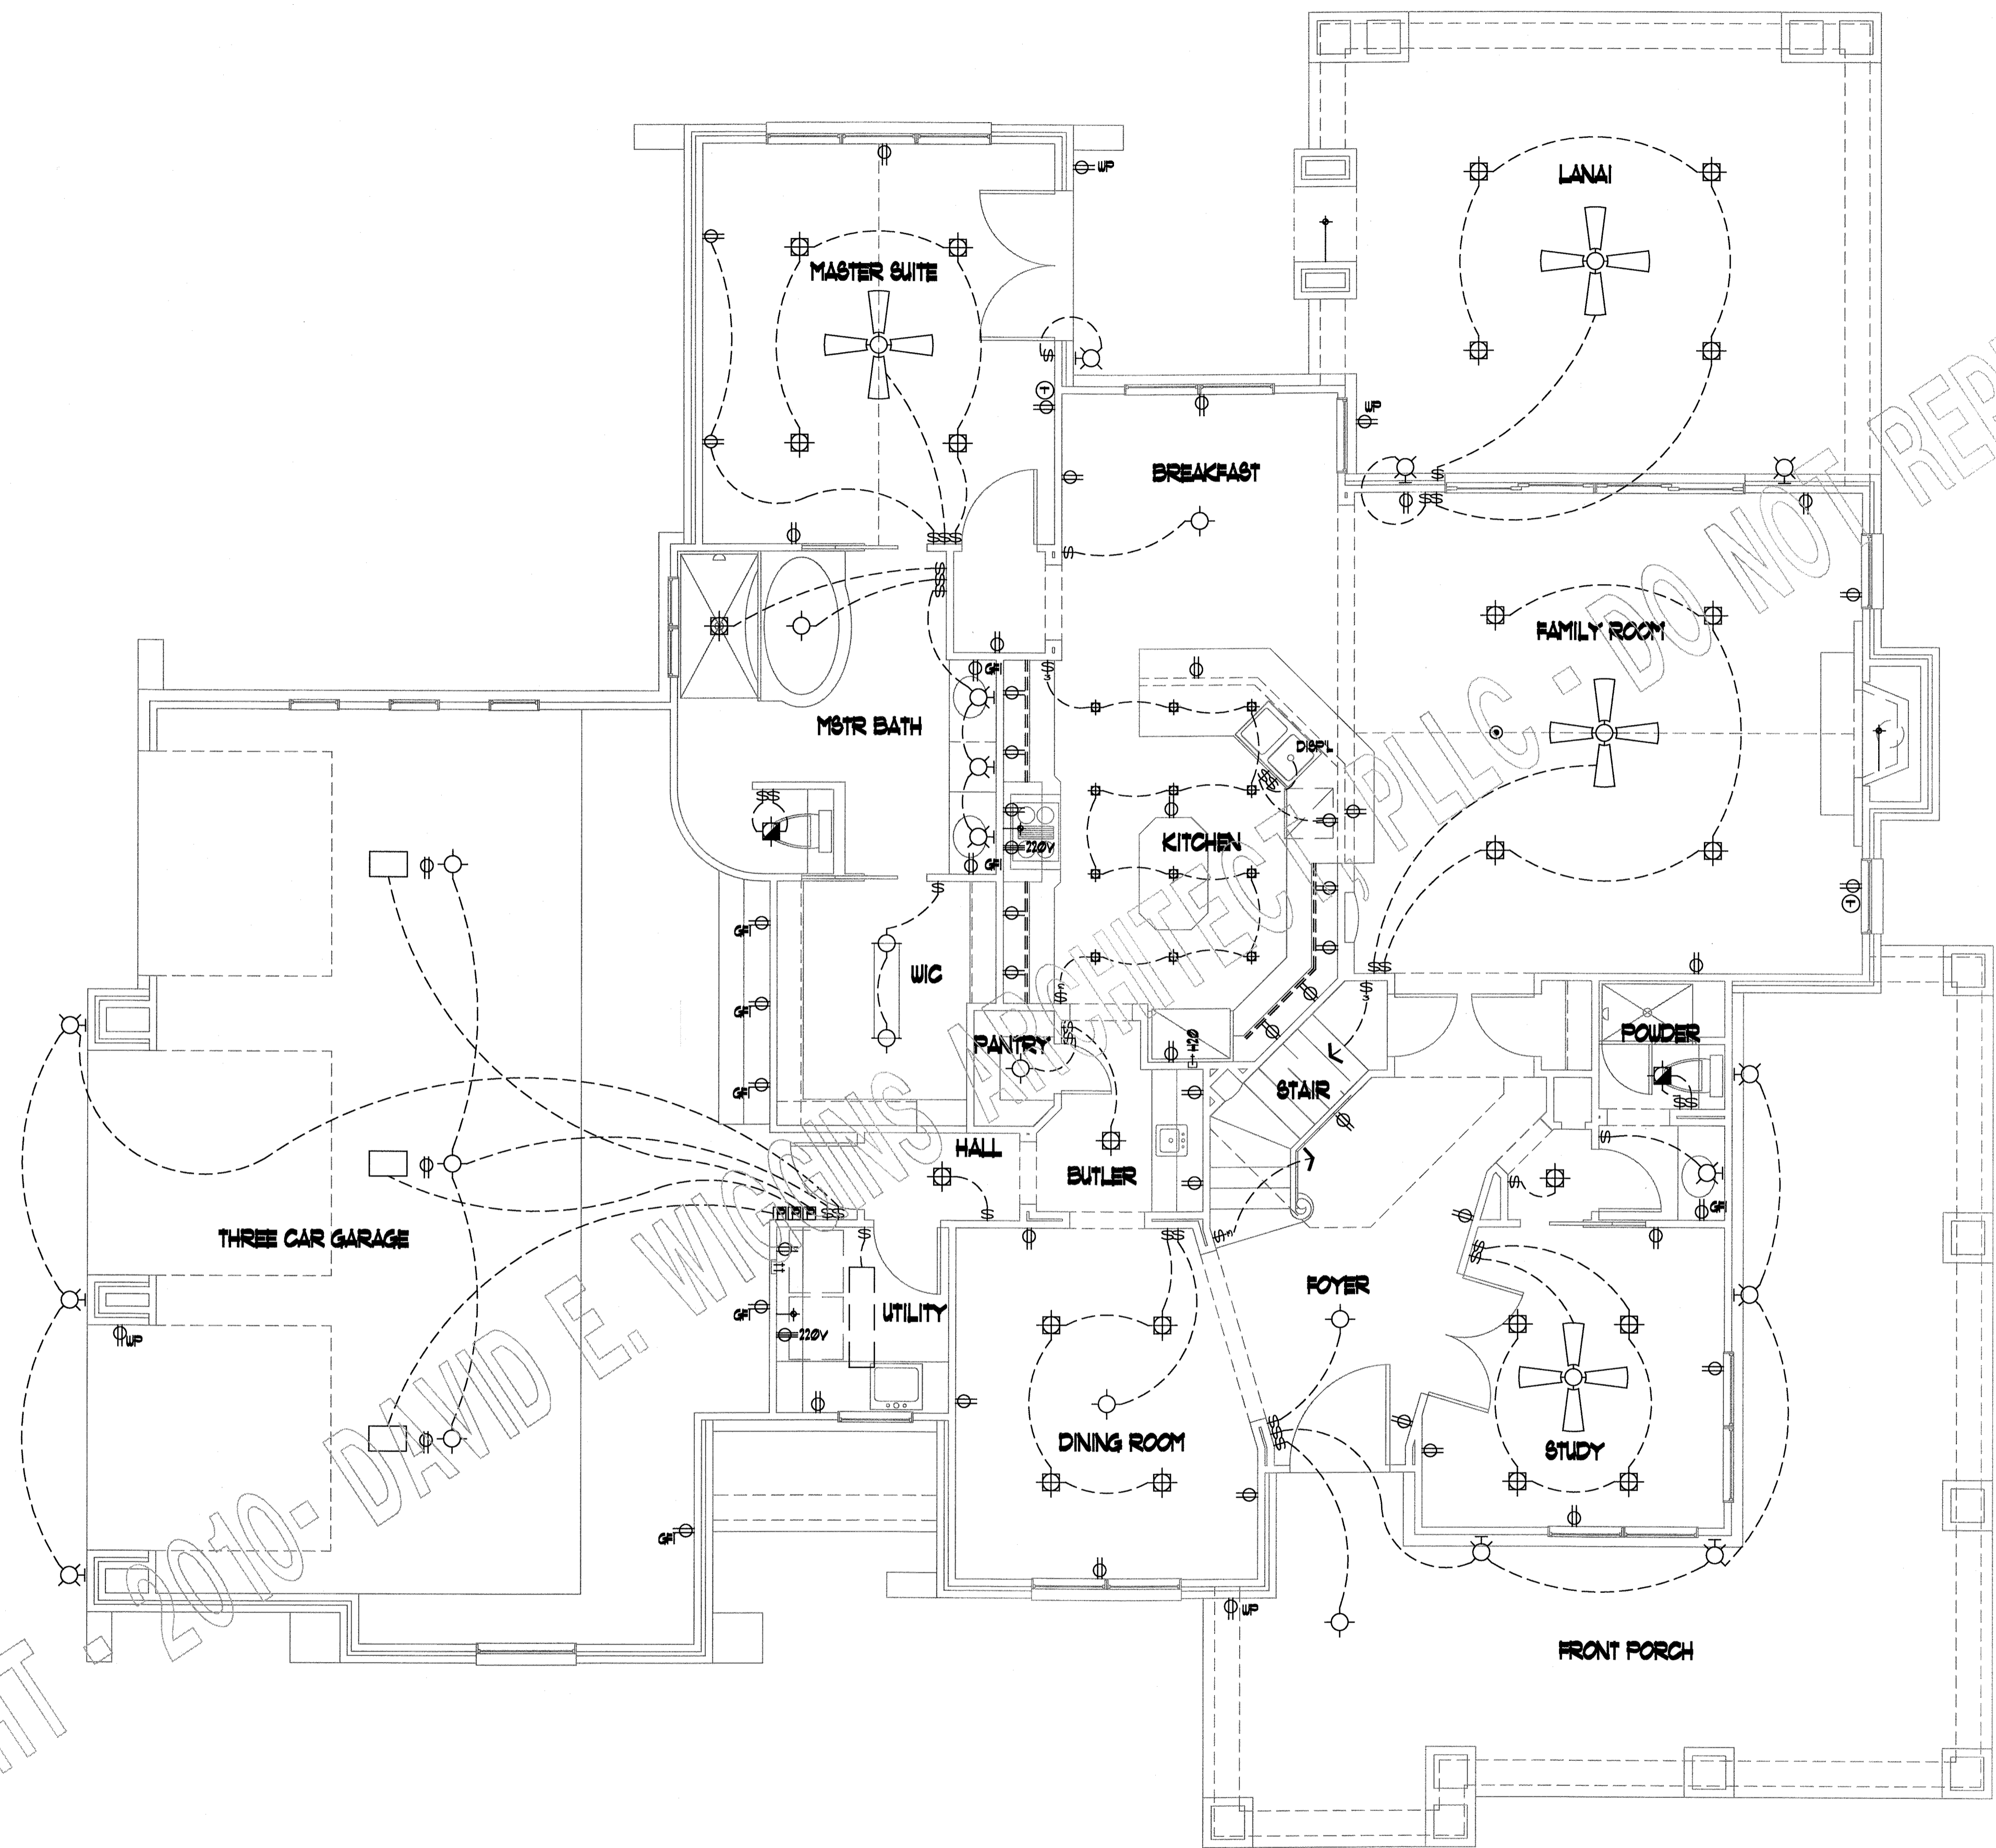 LANAI
WP
MASTER SUITE
T
WP
BREAKFAST
FAMILY ROOM
GFI
MSTR BATH
DISP'L
KITCHEN
220V
GFI
GFI
T
WIC
GFI
PANTRY
H2O
POWDER
GFI
STAIR
HALL
BUTLER
GFI
THREE CAR GARAGE
FOYER
GFI
UTILITY
220V
WP
DINING ROOM
STUDY
GFI
WP
FRONT PORCH
HT - 2010- DAVID E. WIGGINS ARCHITECT, PLLC - DO NOT REP